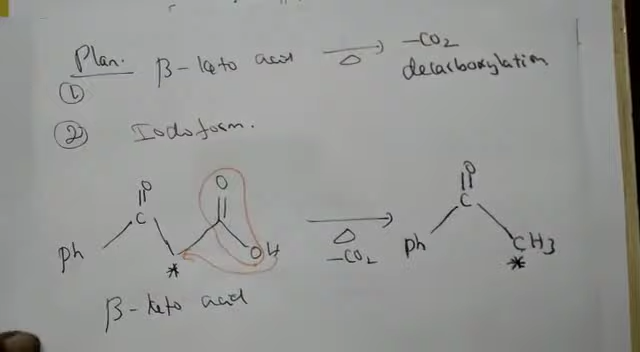 Plan. β-keto acid △ -CO2
① decarboxylation
② Iodoform.
O O O
C C
Ph OH △ Ph CH3
* -CO2 *
β-keto acid